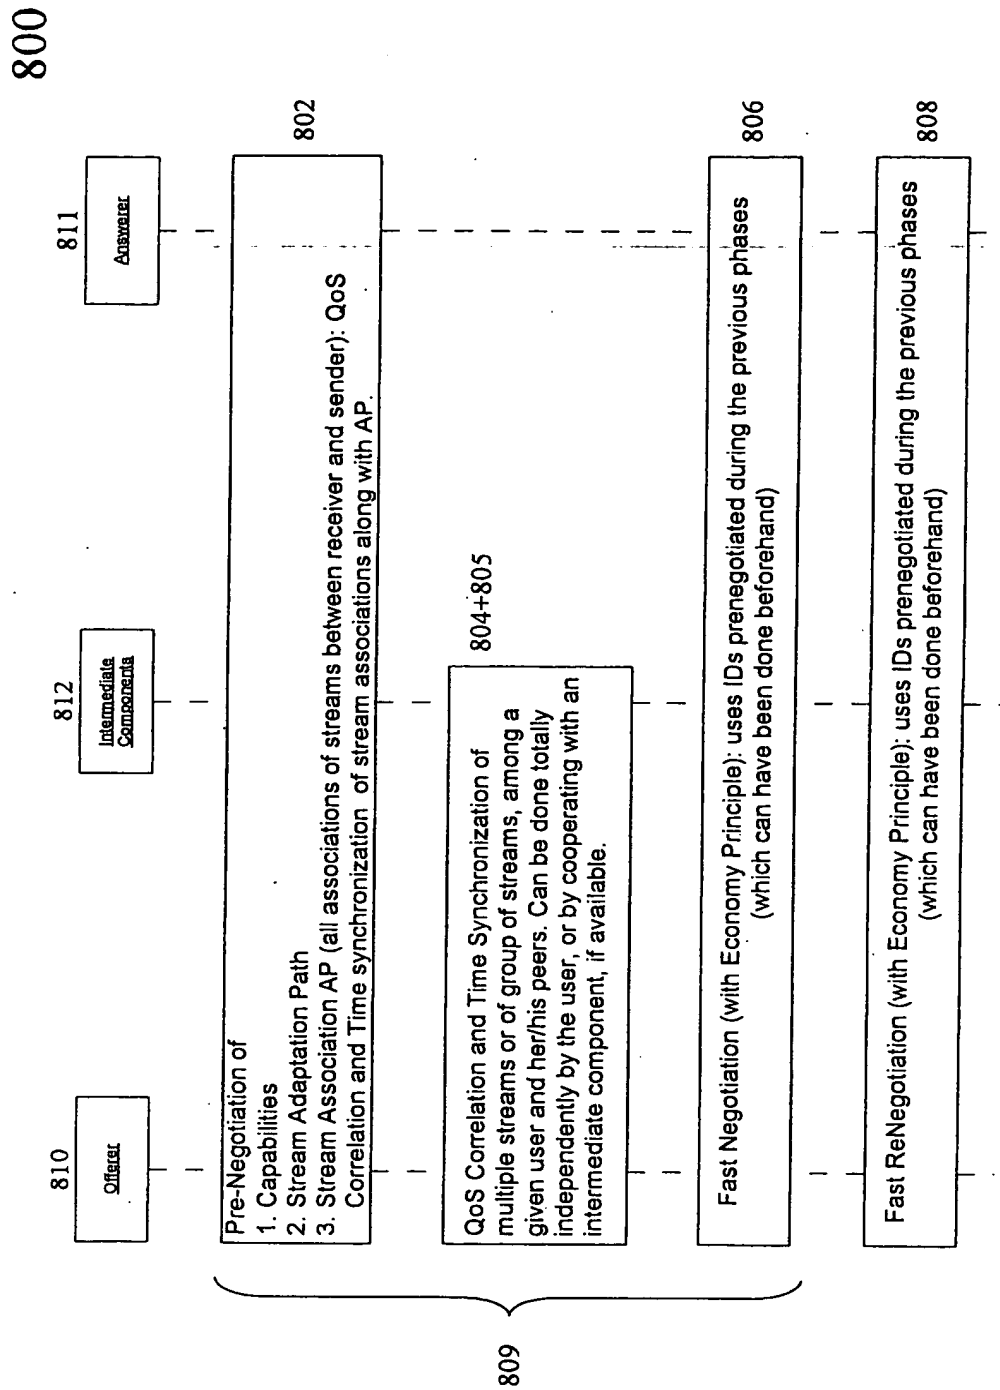 800
810
812
811
Offerer
Intermediate
Components
Answerer
Pre-Negotiation of
1. Capabilities
2. Stream Adaptation Path
3. Stream Association AP (all associations of streams between receiver and sender): QoS
Correlation and Time synchronization of stream associations along with AP.
802
804+805
QoS Correlation and Time Synchronization of
multiple streams or of group of streams, among a
given user and her/his peers. Can be done totally
independently by the user, or by cooperating with an
intermediate component, if available.
809
Fast Negotiation (with Economy Principle): uses IDs prenegotiated during the previous phases
(which can have been done beforehand)
806
Fast ReNegotiation (with Economy Principle): uses IDs prenegotiated during the previous phases
(which can have been done beforehand)
808